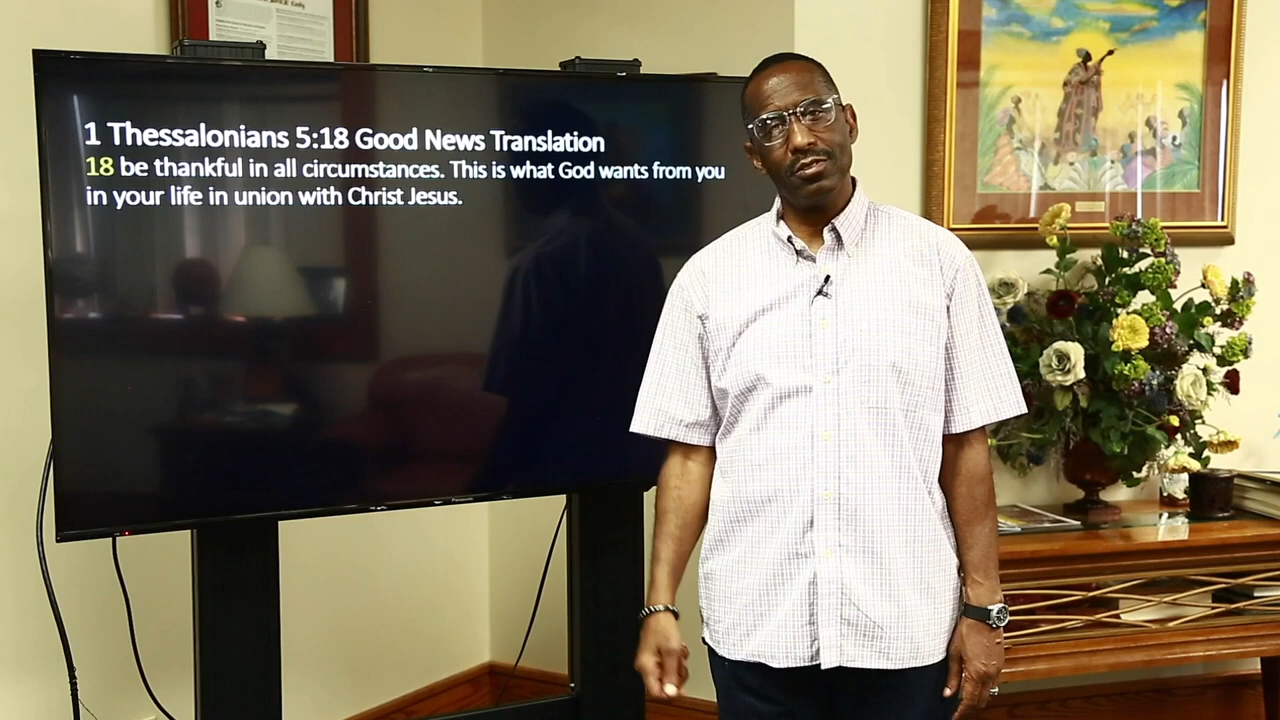 1 Thessalonians 5:18 Good News Translation
18 be thankful in all circumstances. This is what God wants from you
in your life in union with Christ Jesus.
Panasonic